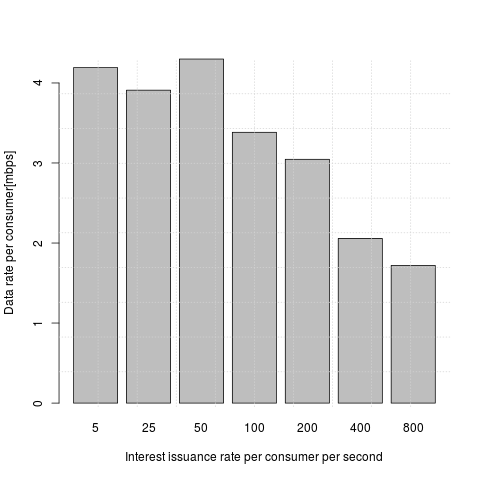 Data rate per consumer[mbps]
4
3
2
1
0
5 25 50 100 200 400 800
Interest issuance rate per consumer per second